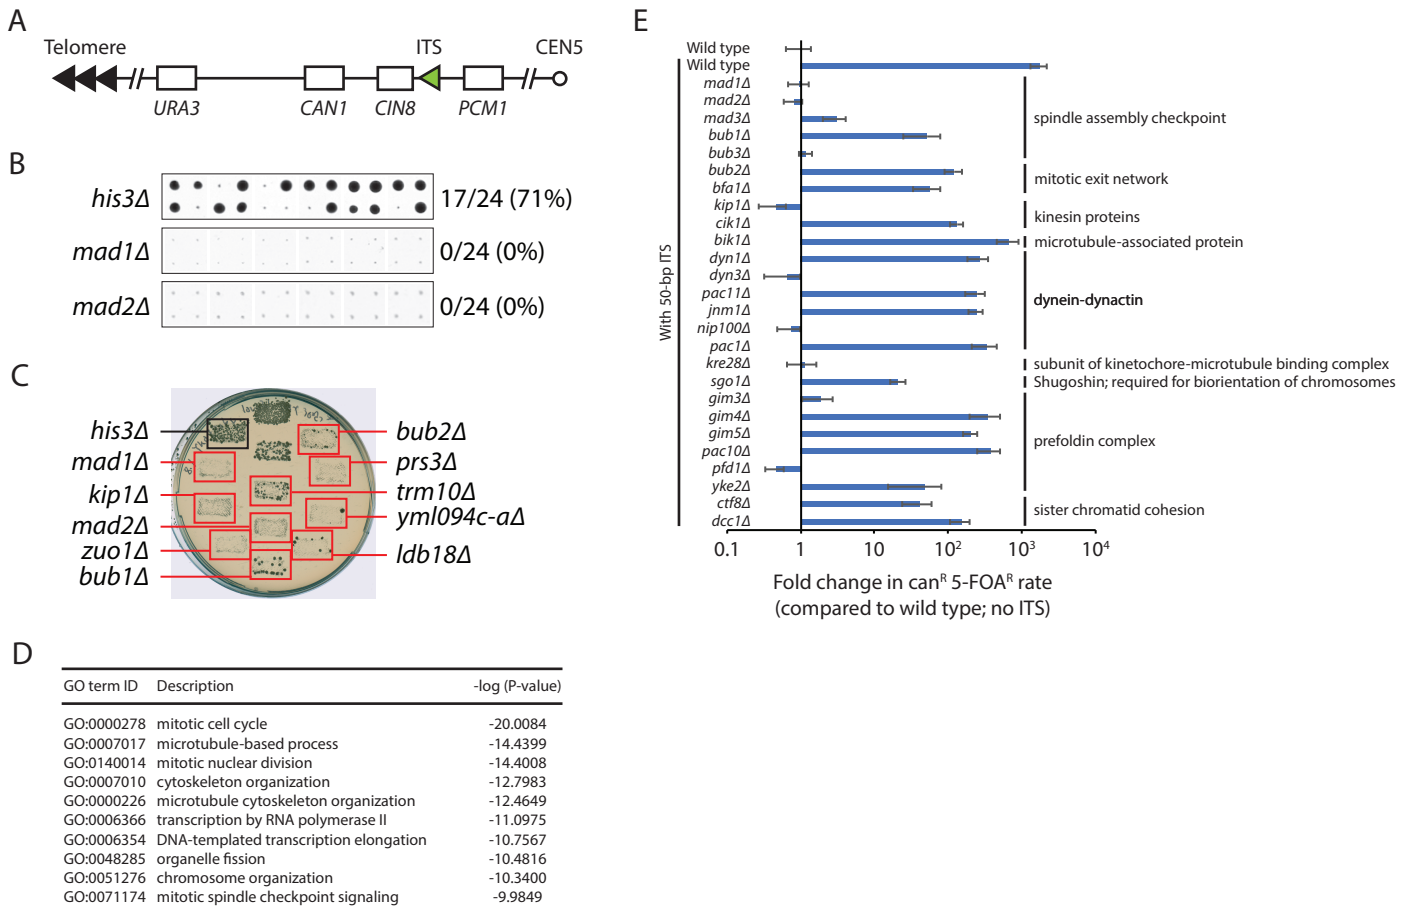 A
Telomere
ITS
CEN5
URA3
CAN1
CIN8
PCM1
B
his3Δ
17/24 (71%)
mad1Δ
0/24 (0%)
mad2Δ
0/24 (0%)
C
his3Δ
mad1Δ
kip1Δ
mad2Δ
zuo1Δ
bub1Δ
bub2Δ
prs3Δ
trm10Δ
yml094c-aΔ
ldb18Δ
D
GO term ID Description -log (P-value)
GO:0000278 mitotic cell cycle -20.0084
GO:0007017 microtubule-based process -14.4399
GO:0140014 mitotic nuclear division -14.4008
GO:0007010 cytoskeleton organization -12.7983
GO:0000226 microtubule cytoskeleton organization -12.4649
GO:0006366 transcription by RNA polymerase II -11.0975
GO:0006354 DNA-templated transcription elongation -10.7567
GO:0048285 organelle fission -10.4816
GO:0051276 chromosome organization -10.3400
GO:0071174 mitotic spindle checkpoint signaling -9.9849
E
Wild type
Wild type
mad1Δ
mad2Δ
mad3Δ
bub1Δ
bub3Δ
bub2Δ
bfa1Δ
kip1Δ
cik1Δ
bik1Δ
dyn1Δ
dyn3Δ
pac11Δ
jnm1Δ
nip100Δ
pac1Δ
kre28Δ
sgo1Δ
gim3Δ
gim4Δ
gim5Δ
pac10Δ
pfd1Δ
yke2Δ
ctf8Δ
dcc1Δ
With 50-bp ITS
spindle assembly checkpoint
mitotic exit network
kinesin proteins
microtubule-associated protein
dynein-dynactin
subunit of kinetochore-microtubule binding complex
Shugoshin; required for biorientation of chromosomes
prefoldin complex
sister chromatid cohesion
0.1 1 10 10² 10³ 10⁴
Fold change in canᴿ 5-FOAᴿ rate
(compared to wild type; no ITS)